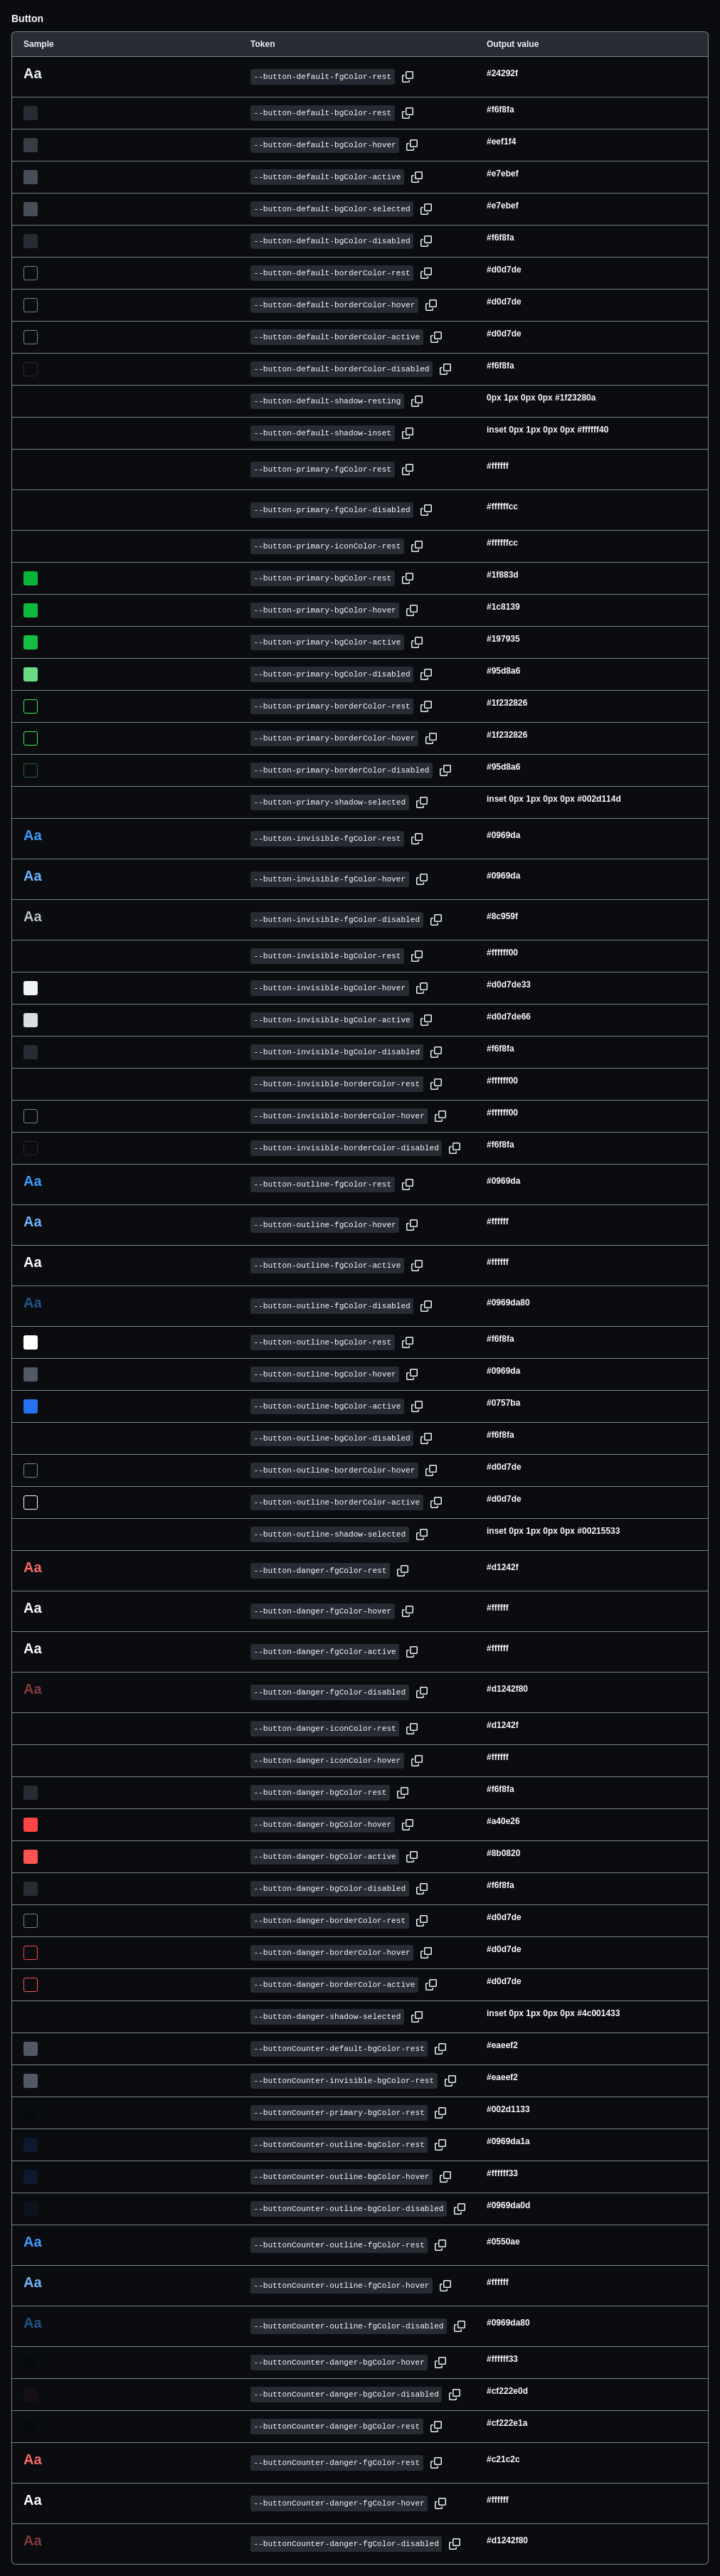 Button
Sample Token Output value
Aa --button-default-fgColor-rest #24292f
--button-default-bgColor-rest #f6f8fa
--button-default-bgColor-hover #eef1f4
--button-default-bgColor-active #e7ebef
--button-default-bgColor-selected #e7ebef
--button-default-bgColor-disabled #f6f8fa
--button-default-borderColor-rest #d0d7de
--button-default-borderColor-hover #d0d7de
--button-default-borderColor-active #d0d7de
--button-default-borderColor-disabled #f6f8fa
--button-default-shadow-resting 0px 1px 0px 0px #1f23280a
--button-default-shadow-inset inset 0px 1px 0px 0px #ffffff40
--button-primary-fgColor-rest #ffffff
--button-primary-fgColor-disabled #ffffffcc
--button-primary-iconColor-rest #ffffffcc
--button-primary-bgColor-rest #1f883d
--button-primary-bgColor-hover #1c8139
--button-primary-bgColor-active #197935
--button-primary-bgColor-disabled #95d8a6
--button-primary-borderColor-rest #1f232826
--button-primary-borderColor-hover #1f232826
--button-primary-borderColor-disabled #95d8a6
--button-primary-shadow-selected inset 0px 1px 0px 0px #002d114d
Aa --button-invisible-fgColor-rest #0969da
Aa --button-invisible-fgColor-hover #0969da
Aa --button-invisible-fgColor-disabled #8c959f
--button-invisible-bgColor-rest #ffffff00
--button-invisible-bgColor-hover #d0d7de33
--button-invisible-bgColor-active #d0d7de66
--button-invisible-bgColor-disabled #f6f8fa
--button-invisible-borderColor-rest #ffffff00
--button-invisible-borderColor-hover #ffffff00
--button-invisible-borderColor-disabled #f6f8fa
Aa --button-outline-fgColor-rest #0969da
Aa --button-outline-fgColor-hover #ffffff
Aa --button-outline-fgColor-active #ffffff
Aa --button-outline-fgColor-disabled #0969da80
--button-outline-bgColor-rest #f6f8fa
--button-outline-bgColor-hover #0969da
--button-outline-bgColor-active #0757ba
--button-outline-bgColor-disabled #f6f8fa
--button-outline-borderColor-hover #d0d7de
--button-outline-borderColor-active #d0d7de
--button-outline-shadow-selected inset 0px 1px 0px 0px #00215533
Aa --button-danger-fgColor-rest #d1242f
Aa --button-danger-fgColor-hover #ffffff
Aa --button-danger-fgColor-active #ffffff
Aa --button-danger-fgColor-disabled #d1242f80
--button-danger-iconColor-rest #d1242f
--button-danger-iconColor-hover #ffffff
--button-danger-bgColor-rest #f6f8fa
--button-danger-bgColor-hover #a40e26
--button-danger-bgColor-active #8b0820
--button-danger-bgColor-disabled #f6f8fa
--button-danger-borderColor-rest #d0d7de
--button-danger-borderColor-hover #d0d7de
--button-danger-borderColor-active #d0d7de
--button-danger-shadow-selected inset 0px 1px 0px 0px #4c001433
--buttonCounter-default-bgColor-rest #eaeef2
--buttonCounter-invisible-bgColor-rest #eaeef2
--buttonCounter-primary-bgColor-rest #002d1133
--buttonCounter-outline-bgColor-rest #0969da1a
--buttonCounter-outline-bgColor-hover #ffffff33
--buttonCounter-outline-bgColor-disabled #0969da0d
Aa --buttonCounter-outline-fgColor-rest #0550ae
Aa --buttonCounter-outline-fgColor-hover #ffffff
Aa --buttonCounter-outline-fgColor-disabled #0969da80
--buttonCounter-danger-bgColor-hover #ffffff33
--buttonCounter-danger-bgColor-disabled #cf222e0d
--buttonCounter-danger-bgColor-rest #cf222e1a
Aa --buttonCounter-danger-fgColor-rest #c21c2c
Aa --buttonCounter-danger-fgColor-hover #ffffff
Aa --buttonCounter-danger-fgColor-disabled #d1242f80